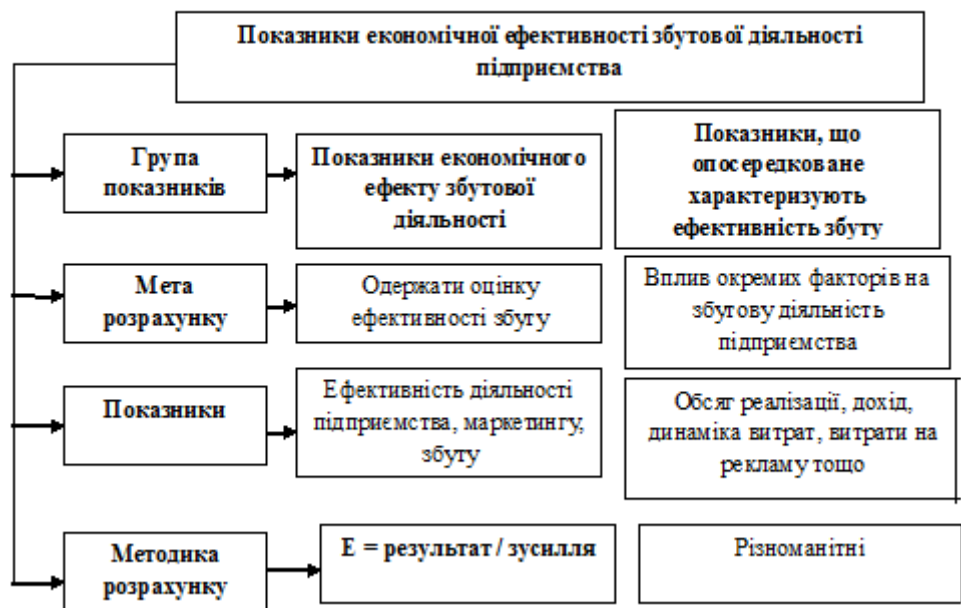 Показники економічної ефективності збутової діяльності
підприємства
Група
показників
Показники економічного
ефекту збутової
діяльності
Показники, що
опосередковане
характеризують
ефективність збуту
Мета
розрахунку
Одержати оцінку
ефективності збугу
Вплив окремих факторів на
збугову діяльність
підприємства
Показники
Ефективність діяльності
підприємства, маркетингу,
збуту
Обсяг реалізації, дохід,
динаміка витрат, витрати на
рекламу тощо
Методика
розрахунку
Е = результат / зусилля
Різноманітні